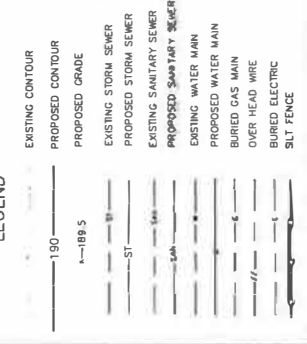 LEGEND
EXISTING CONTOUR
190 PROPOSED CONTOUR
189.5 PROPOSED GRADE
EXISTING STORM SEWER
ST PROPOSED STORM SEWER
EXISTING SANITARY SEWER
SAN PROPOSED SANITARY SEWER
EXISTING WATER MAIN
PROPOSED WATER MAIN
G BURIED GAS MAIN
OVER HEAD WIRE
E BURIED ELECTRIC
SILT FENCE